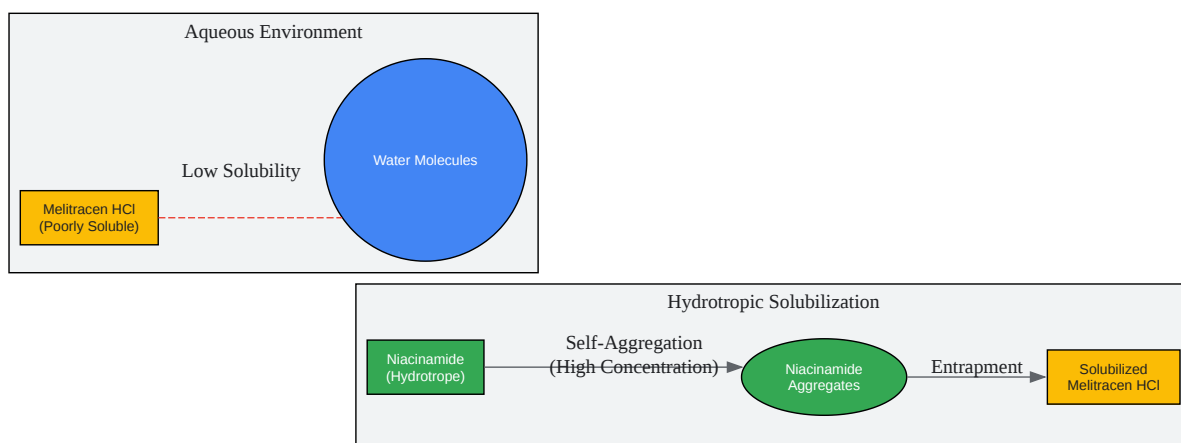 Aqueous Environment
Water Molecules
Low Solubility
Melitracen HCl
(Poorly Soluble)
Hydrotropic Solubilization
Niacinamide
(Hydrotrope)
Self-Aggregation
(High Concentration)
Niacinamide
Aggregates
Entrapment
Solubilized
Melitracen HCl